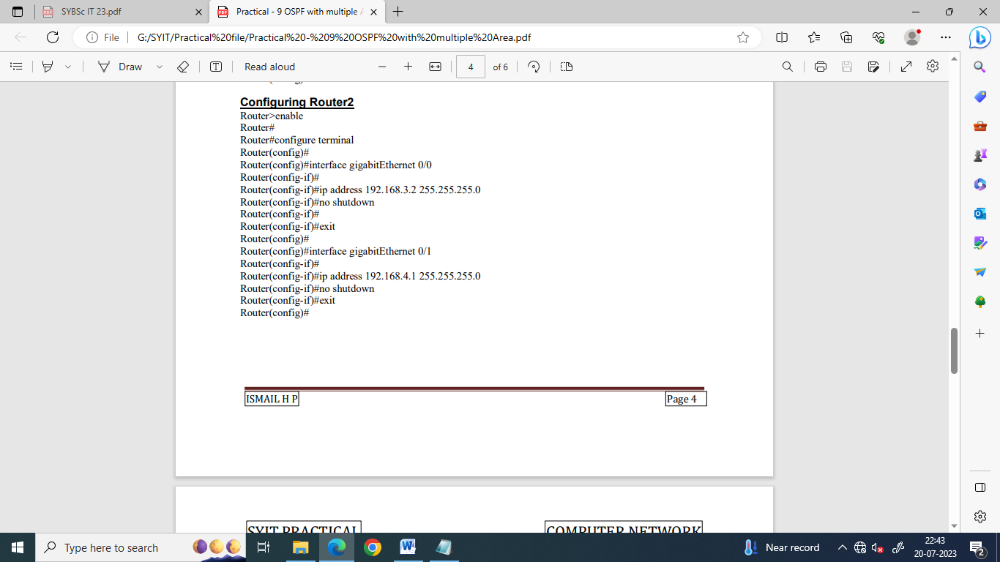 SYBSc IT 23.pdf
Practical - 9 OSPF with multiple A
File
G:/SYIT/Practical%20file/Practical%20-%209%20OSPF%20with%20multiple%20Area.pdf
Draw
Read aloud
4
of 6
Configuring Router2
Router>enable
Router#
Router#configure terminal
Router(config)#
Router(config)#interface gigabitEthernet 0/0
Router(config-if)#
Router(config-if)#ip address 192.168.3.2 255.255.255.0
Router(config-if)#no shutdown
Router(config-if)#
Router(config-if)#exit
Router(config)#
Router(config)#interface gigabitEthernet 0/1
Router(config-if)#
Router(config-if)#ip address 192.168.4.1 255.255.255.0
Router(config-if)#no shutdown
Router(config-if)#exit
Router(config)#
ISMAIL H P
Page 4
SYIT PRACTICAL
COMPUTER NETWORK
Type here to search
Near record
22:43
20-07-2023
2